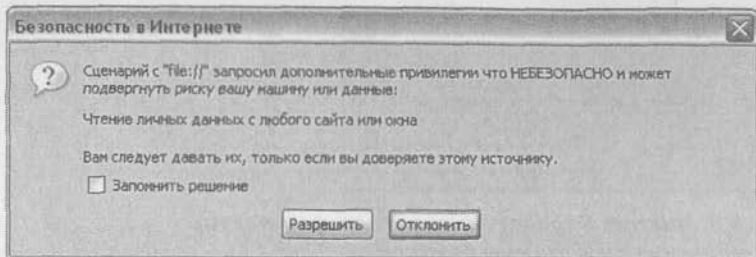 Безопасность в Интернете
Сценарий с "file://" запросил дополнительные привилегии что НЕБЕЗОПАСНО и может
подвергнуть риску вашу машину или данные:
Чтение личных данных с любого сайта или окна
Вам следует давать их, только если вы доверяете этому источнику.
Запомнить решение
Разрешить Отклонить